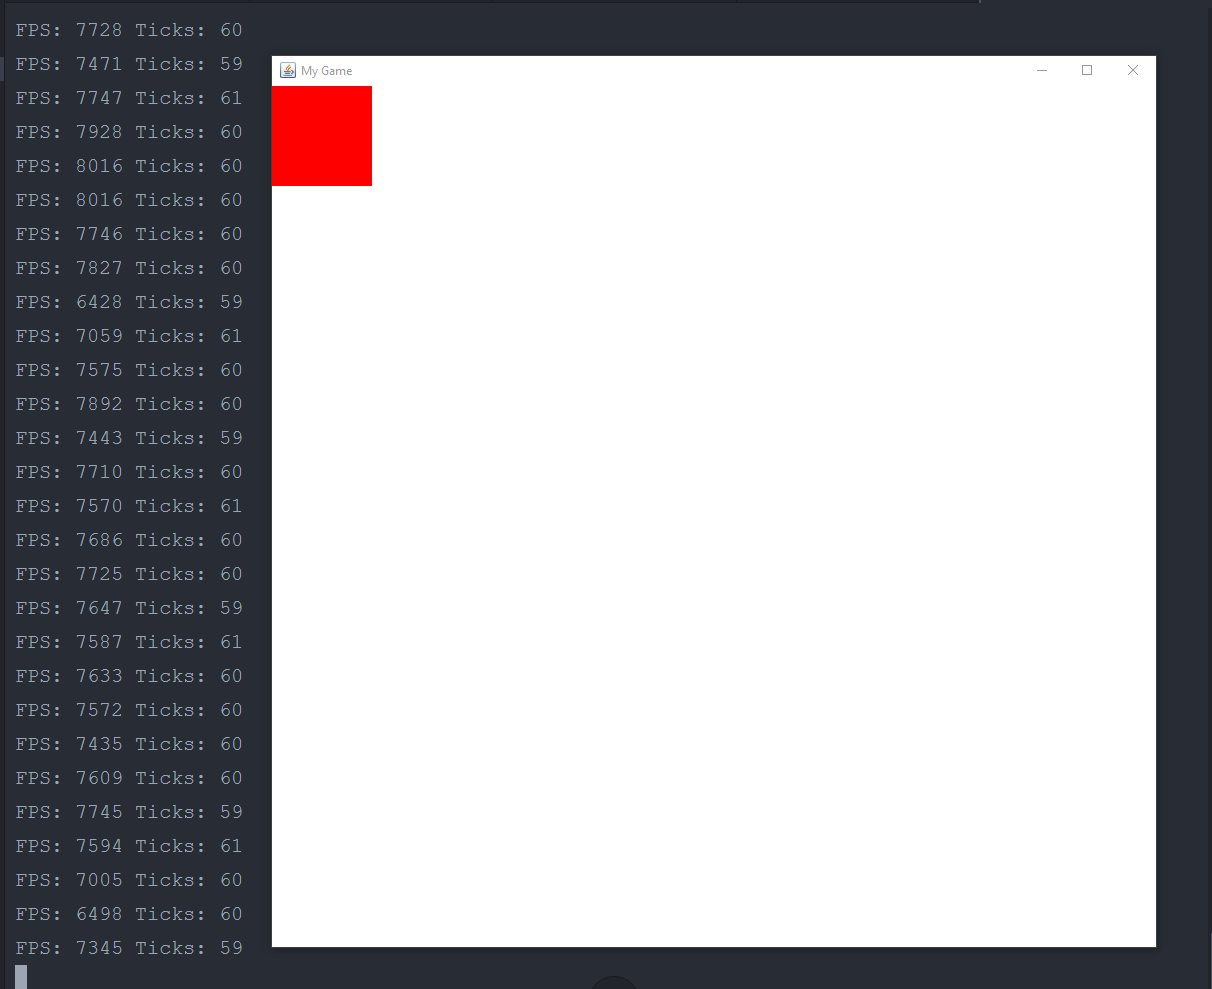 FPS: 7728 Ticks: 60
FPS: 7471 Ticks: 59
My Game
FPS: 7747 Ticks: 61
FPS: 7928 Ticks: 60
FPS: 8016 Ticks: 60
FPS: 8016 Ticks: 60
FPS: 7746 Ticks: 60
FPS: 7827 Ticks: 60
FPS: 6428 Ticks: 59
FPS: 7059 Ticks: 61
FPS: 7575 Ticks: 60
FPS: 7892 Ticks: 60
FPS: 7443 Ticks: 59
FPS: 7710 Ticks: 60
FPS: 7570 Ticks: 61
FPS: 7686 Ticks: 60
FPS: 7725 Ticks: 60
FPS: 7647 Ticks: 59
FPS: 7587 Ticks: 61
FPS: 7633 Ticks: 60
FPS: 7572 Ticks: 60
FPS: 7435 Ticks: 60
FPS: 7609 Ticks: 60
FPS: 7745 Ticks: 59
FPS: 7594 Ticks: 61
FPS: 7005 Ticks: 60
FPS: 6498 Ticks: 60
FPS: 7345 Ticks: 59